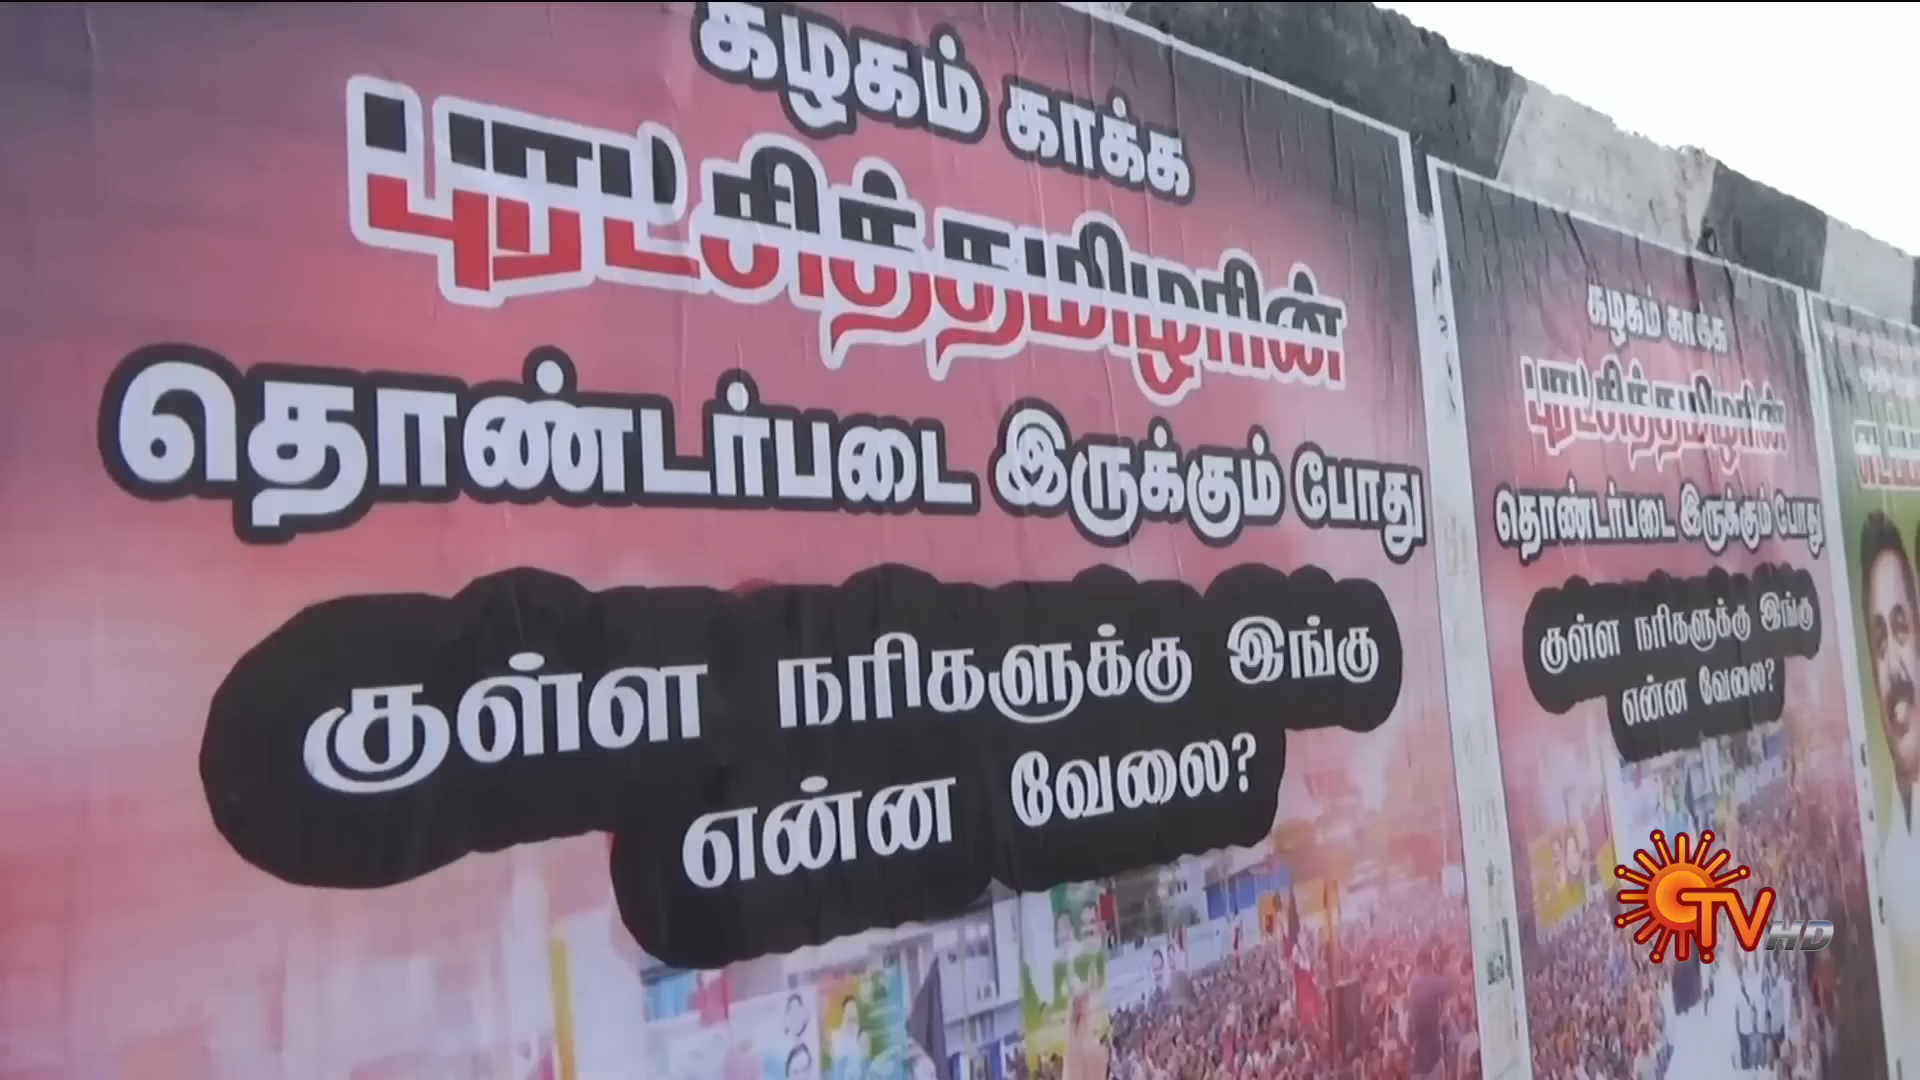 கழகம் காக்க
புரட்சித்தமிழரின்
தொண்டர்படை இருக்கும் போது
குள்ள நரிகளுக்கு இங்கு
என்ன வேலை?
கழகம் காக்க
புரட்சித்தமிழரின்
தொண்டர்படை இருக்கும் போது
குள்ள நரிகளுக்கு இங்கு
என்ன வேலை?
TV HD